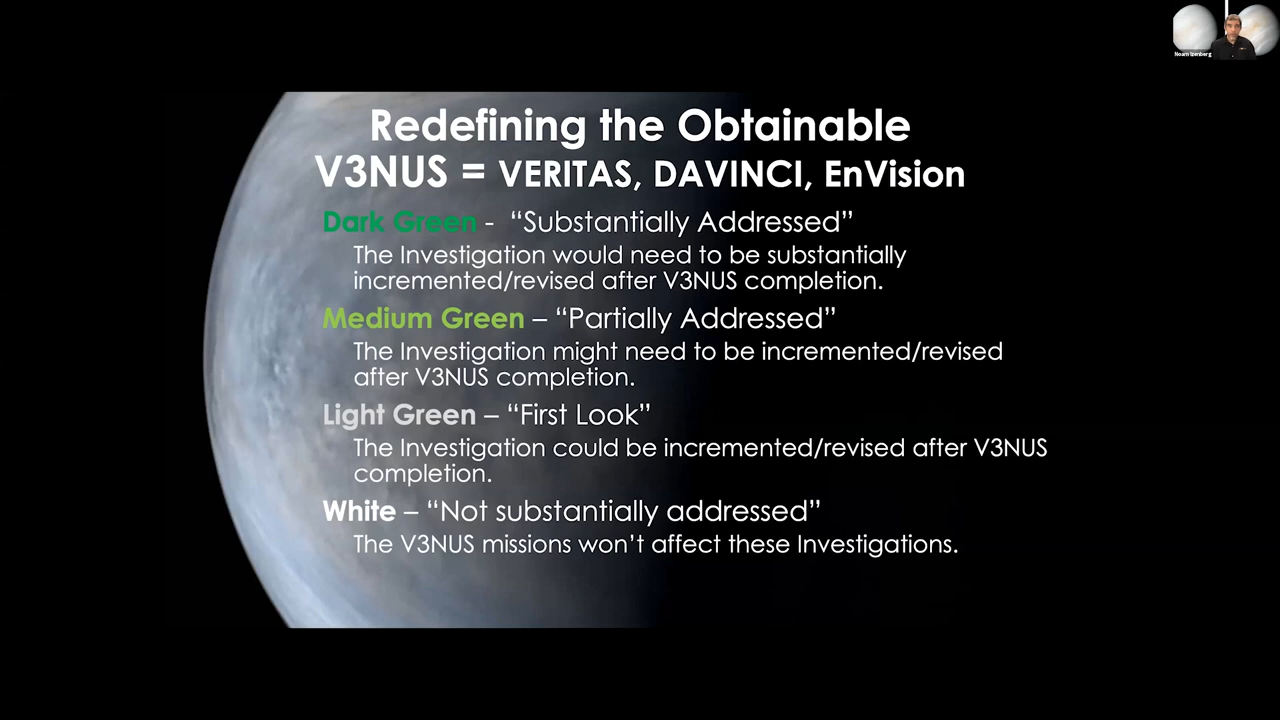 Noam Izenberg
Redefining the Obtainable
V3NUS = VERITAS, DAVINCI, EnVision
Dark Green - “Substantially Addressed”
The Investigation would need to be substantially
incremented/revised after V3NUS completion.
Medium Green – “Partially Addressed”
The Investigation might need to be incremented/revised
after V3NUS completion.
Light Green – “First Look”
The Investigation could be incremented/revised after V3NUS
completion.
White – “Not substantially addressed”
The V3NUS missions won’t affect these Investigations.